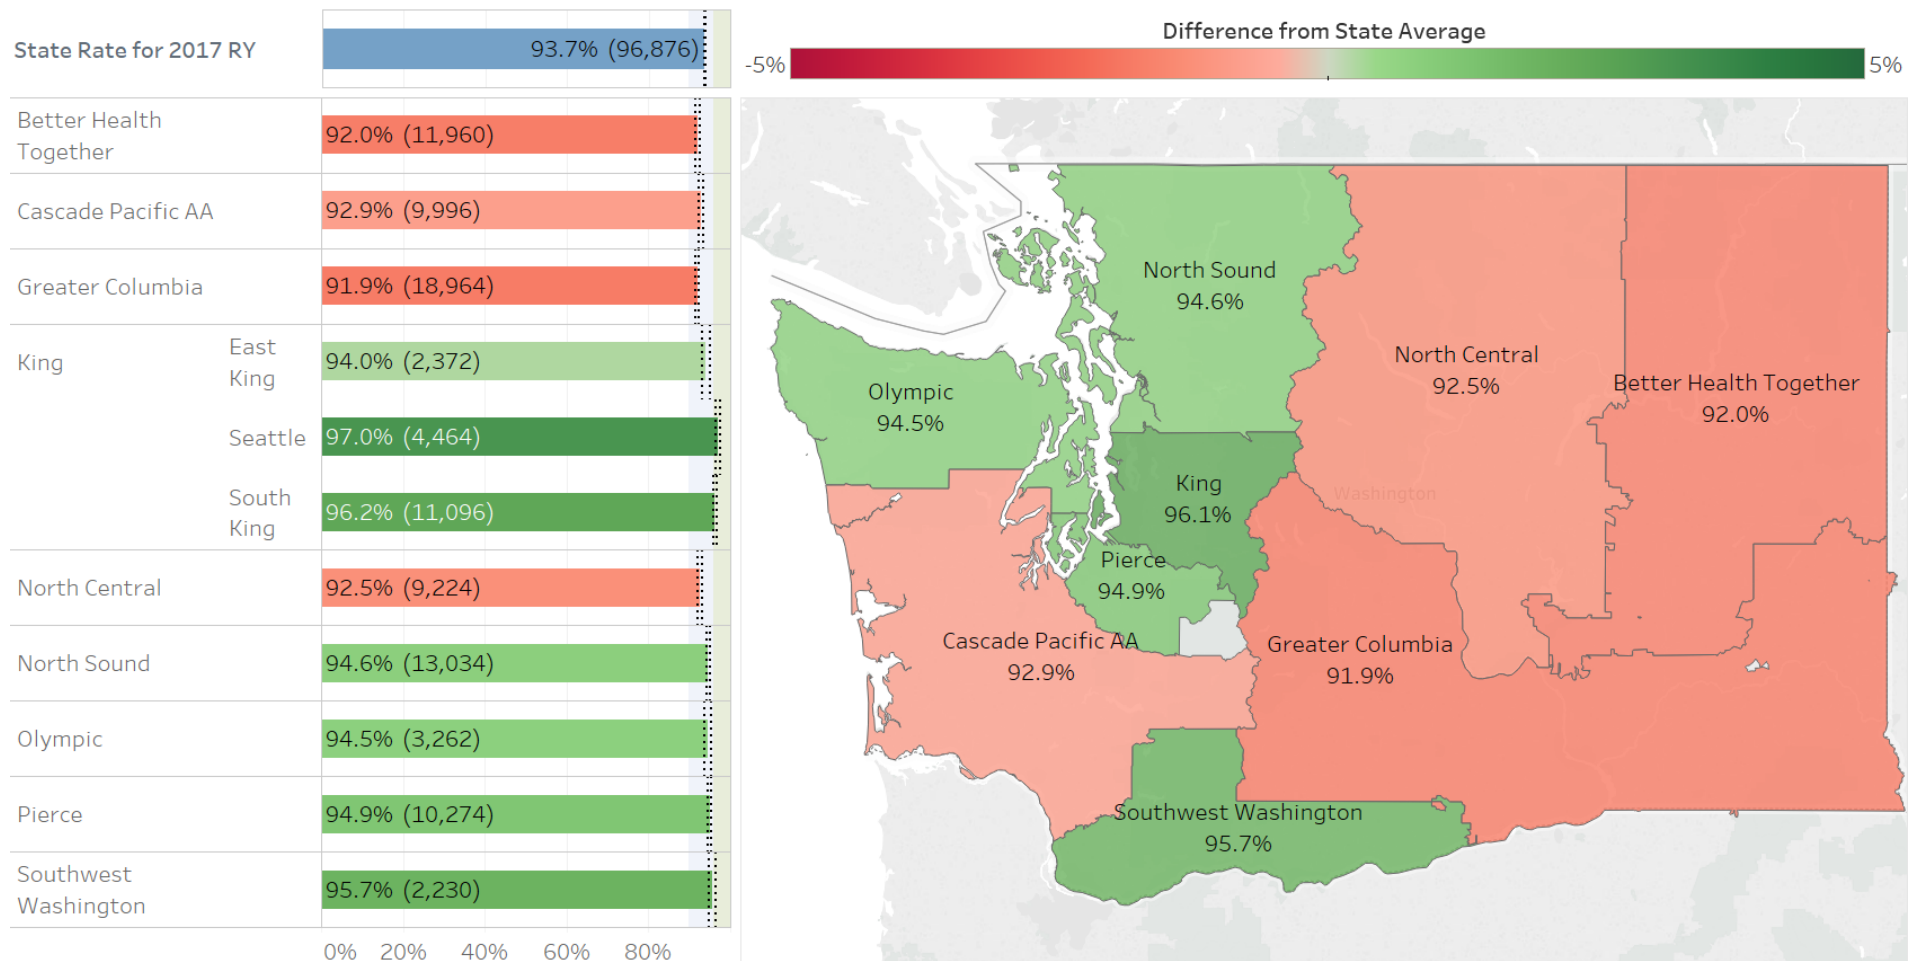 State Rate for 2017 RY
93.7% (96,876)
Better Health
Together
92.0% (11,960)
Cascade Pacific AA
92.9% (9,996)
Greater Columbia
91.9% (18,964)
King
East
King
94.0% (2,372)
Seattle
97.0% (4,464)
South
King
96.2% (11,096)
North Central
92.5% (9,224)
North Sound
94.6% (13,034)
Olympic
94.5% (3,262)
Pierce
94.9% (10,274)
Southwest
Washington
95.7% (2,230)
0% 20% 40% 60% 80%
Difference from State Average
-5% 5%
North Sound
94.6%
North Central
92.5%
Better Health Together
92.0%
Olympic
94.5%
King
96.1%
Washington
Pierce
94.9%
Cascade Pacific AA
92.9%
Greater Columbia
91.9%
Southwest Washington
95.7%